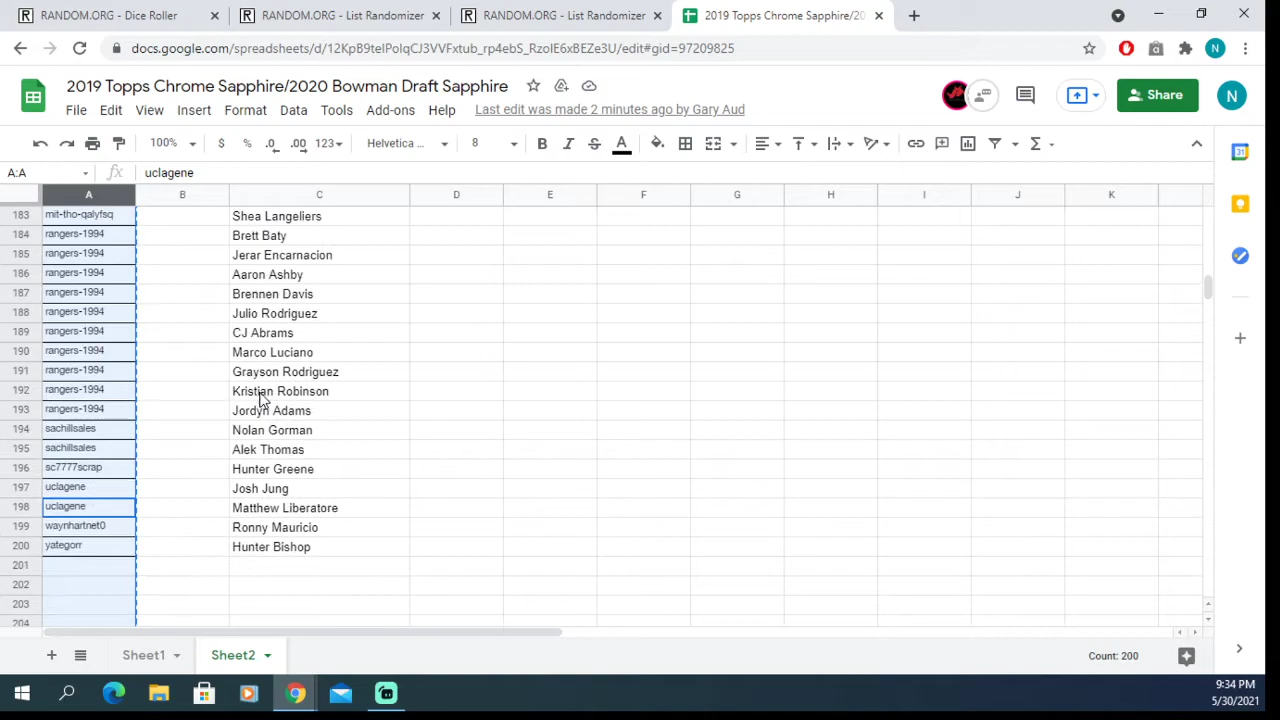 RANDOM.ORG - Dice Roller
RANDOM.ORG - List Randomizer
RANDOM.ORG - List Randomizer
2019 Topps Chrome Sapphire/20
docs.google.com/spreadsheets/d/12KpB9telPolqCJ3VVFxtub_rp4ebS_RzoIE6xBEZe3U/edit#gid=97209825
N
2019 Topps Chrome Sapphire/2020 Bowman Draft Sapphire
File Edit View Insert Format Data Tools Add-ons Help Last edit was made 2 minutes ago by Gary Aud
Share
N
100% $ % .0 .00 123 Helvetica ... 8 B I S A
A:A fx uclagene
A B C D E F G H I J K
183 mit-tho-qalyfsq Shea Langeliers
184 rangers-1994 Brett Baty
185 rangers-1994 Jerar Encarnacion
186 rangers-1994 Aaron Ashby
187 rangers-1994 Brennen Davis
188 rangers-1994 Julio Rodriguez
189 rangers-1994 CJ Abrams
190 rangers-1994 Marco Luciano
191 rangers-1994 Grayson Rodriguez
192 rangers-1994 Kristian Robinson
193 rangers-1994 Jordyn Adams
194 sachillsales Nolan Gorman
195 sachillsales Alek Thomas
196 sc7777scrap Hunter Greene
197 uclagene Josh Jung
198 uclagene Matthew Liberatore
199 waynhartnet0 Ronny Mauricio
200 yategorr Hunter Bishop
201
202
203
204
Sheet1 Sheet2 Count: 200
9:34 PM
5/30/2021